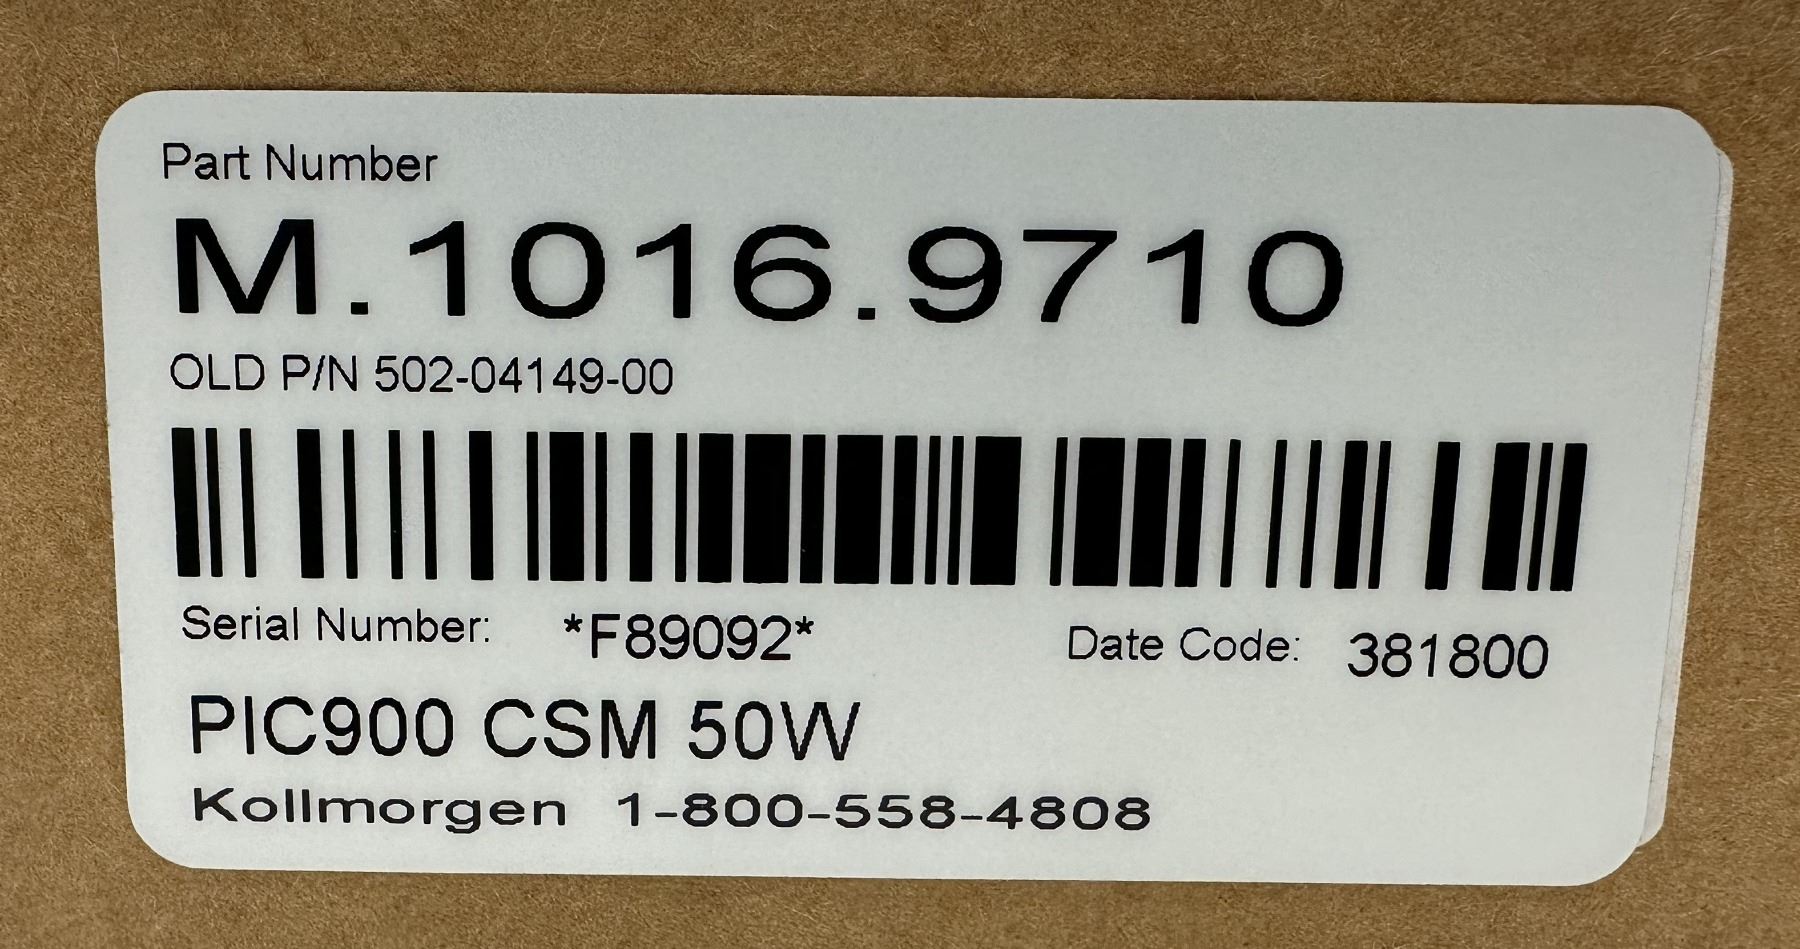 Part Number
M.1016.9710
OLD P/N 502-04149-00
Serial Number: *F89092* Date Code: 381800
PIC900 CSM 50W
Kollmorgen 1-800-558-4808